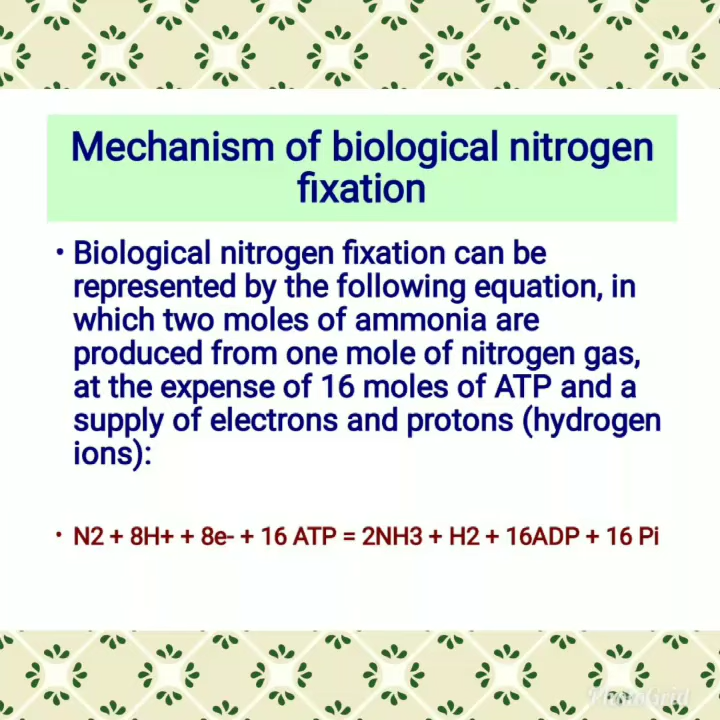 Mechanism of biological nitrogen
fixation
• Biological nitrogen fixation can be
represented by the following equation, in
which two moles of ammonia are
produced from one mole of nitrogen gas,
at the expense of 16 moles of ATP and a
supply of electrons and protons (hydrogen
ions):
• N2 + 8H+ + 8e- + 16 ATP = 2NH3 + H2 + 16ADP + 16 Pi
PhotoGrid